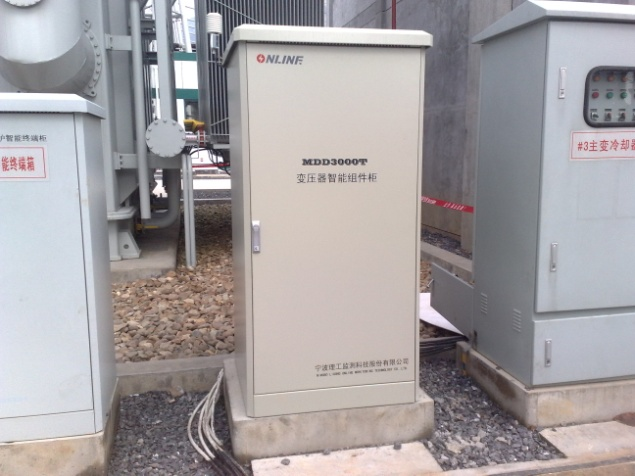 ONLINE
MDD3000T
变压器智能组件柜
宁波理工监测科技股份有限公司
护智能终端柜
能终端箱
#3主变冷却器